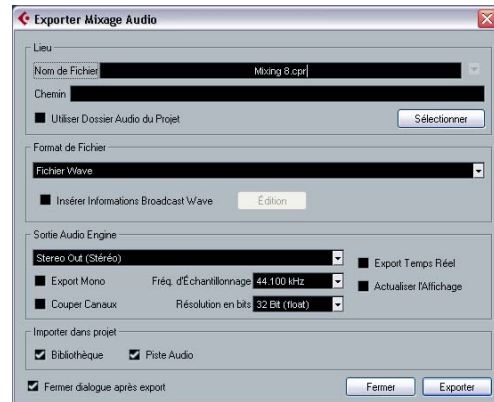 Exporter Mixage Audio
Lieu
Nom de Fichier Mixing 8.cpr
Chemin
Utiliser Dossier Audio du Projet Sélectionner
Format de Fichier
Fichier Wave
Insérer Informations Broadcast Wave Édition
Sortie Audio Engine
Stereo Out (Stéréo) Export Temps Réel
Export Mono Fréq. d'Échantillonnage 44.100 kHz Actualiser l'Affichage
Couper Canaux Résolution en bits 32 Bit (float)
Importer dans projet
Bibliothèque Piste Audio
Fermer dialogue après export Fermer Exporter